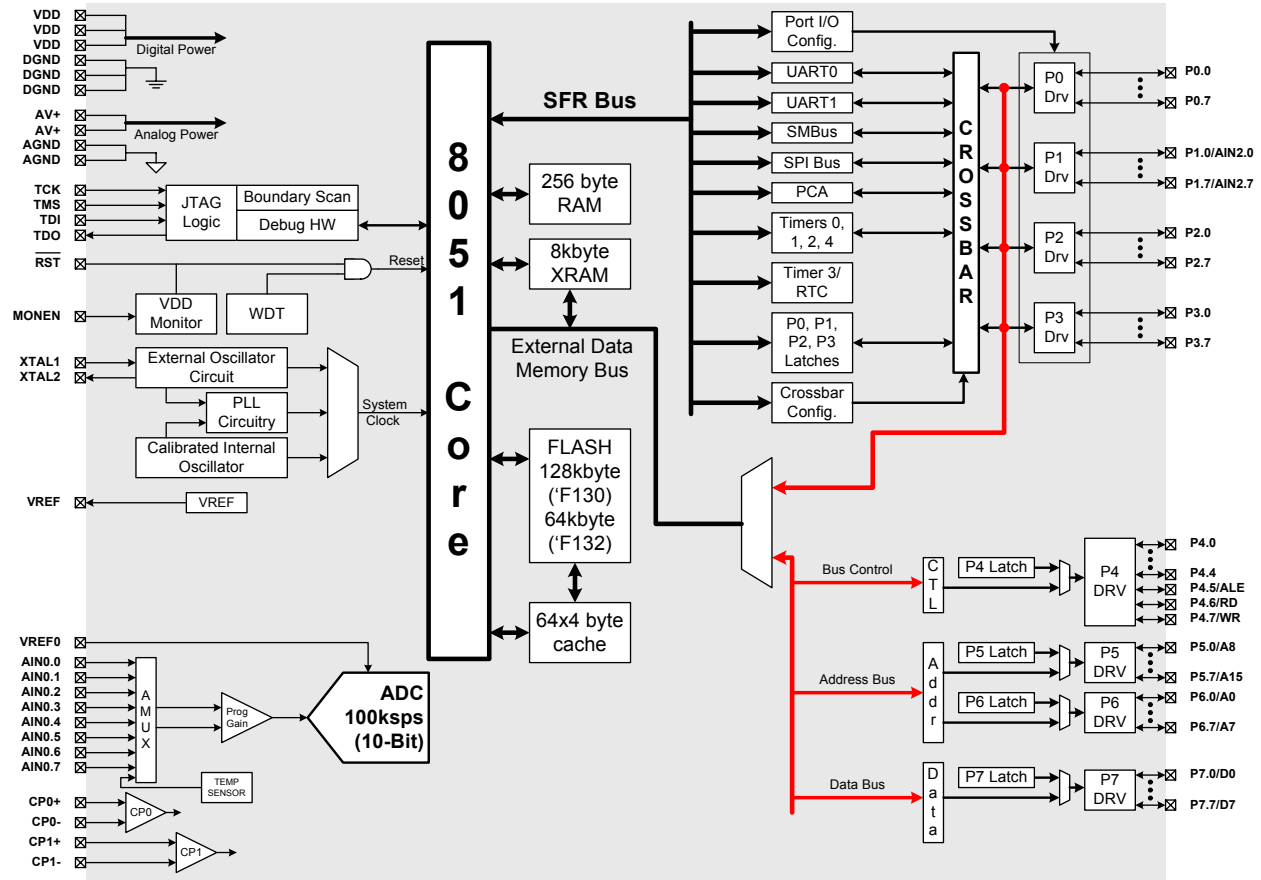 VDD
VDD
VDD
Digital Power
DGND
DGND
DGND
AV+
AV+
Analog Power
AGND
AGND
TCK
TMS
TDI
TDO
JTAG
Logic
Boundary Scan
Debug HW
RST
Reset
MONEN
VDD
Monitor
WDT
XTAL1
XTAL2
External Oscillator
Circuit
PLL
Circuitry
Calibrated Internal
Oscillator
System
Clock
VREF
VREF
VREF0
AIN0.0
AIN0.1
AIN0.2
AIN0.3
AIN0.4
AIN0.5
AIN0.6
AIN0.7
A
M
U
X
Prog
Gain
ADC
100ksps
(10-Bit)
TEMP
SENSOR
CP0+
CP0-
CP0
CP1+
CP1-
CP1
8
0
5
1
C
o
r
e
SFR Bus
256 byte
RAM
8kbyte
XRAM
External Data
Memory Bus
FLASH
128kbyte
('F130)
64kbyte
('F132)
64x4 byte
cache
Port I/O
Config.
UART0
UART1
SMBus
SPI Bus
PCA
Timers 0,
1, 2, 4
Timer 3/
RTC
P0, P1,
P2, P3
Latches
Crossbar
Config.
C
R
O
S
S
B
A
R
P0
Drv
P1
Drv
P2
Drv
P3
Drv
P0.0
P0.7
P1.0/AIN2.0
P1.7/AIN2.7
P2.0
P2.7
P3.0
P3.7
Bus Control
C
T
L
P4 Latch
P4
DRV
P4.0
P4.4
P4.5/ALE
P4.6/RD
P4.7/WR
Address Bus
A
d
d
r
P5 Latch
P5
DRV
P5.0/A8
P5.7/A15
P6 Latch
P6
DRV
P6.0/A0
P6.7/A7
Data Bus
D
a
t
a
P7 Latch
P7
DRV
P7.0/D0
P7.7/D7